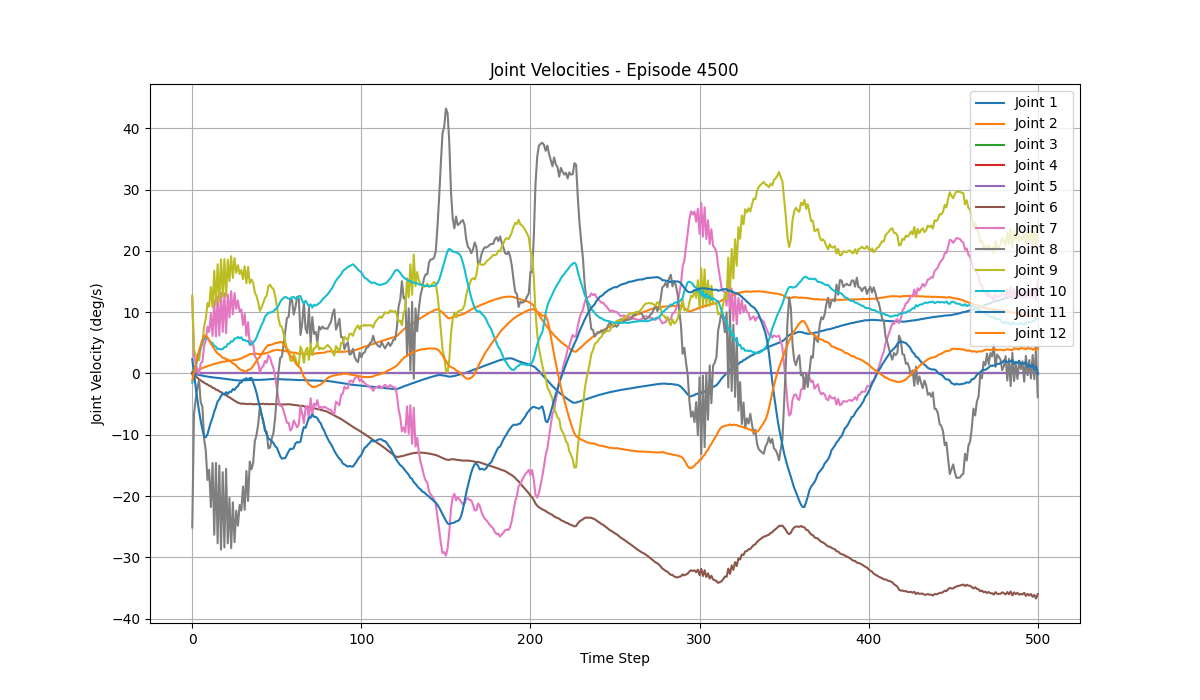 Joint Velocities - Episode 4500
Joint Velocity (deg/s)
40
30
20
10
0
−10
−20
−30
−40
0
100
200
300
400
500
Time Step
Joint 1
Joint 2
Joint 3
Joint 4
Joint 5
Joint 6
Joint 7
Joint 8
Joint 9
Joint 10
Joint 11
Joint 12